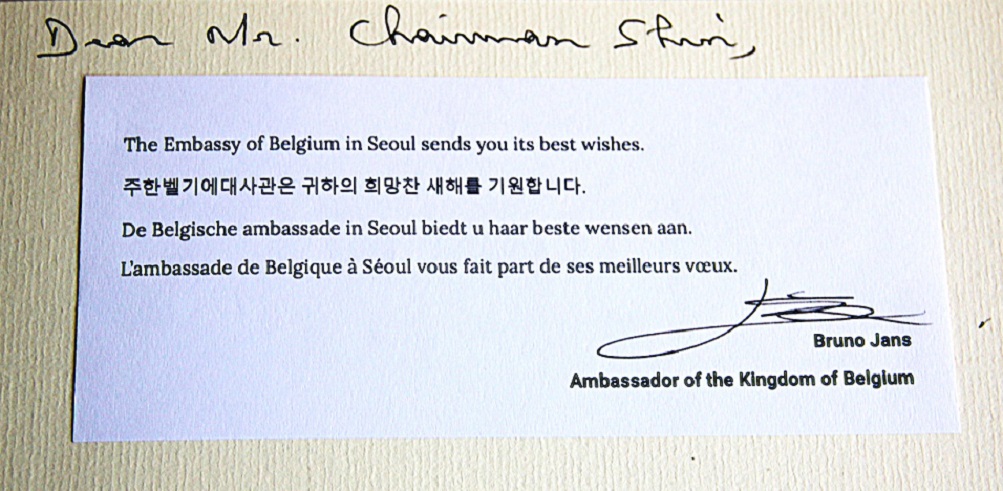 Dear Mr. Chairman Shin,
The Embassy of Belgium in Seoul sends you its best wishes.
주한벨기에대사관은 귀하의 희망찬 새해를 기원합니다.
De Belgische ambassade in Seoul biedt u haar beste wensen aan.
L'ambassade de Belgique à Séoul vous fait part de ses meilleurs vœux.
Bruno Jans
Ambassador of the Kingdom of Belgium